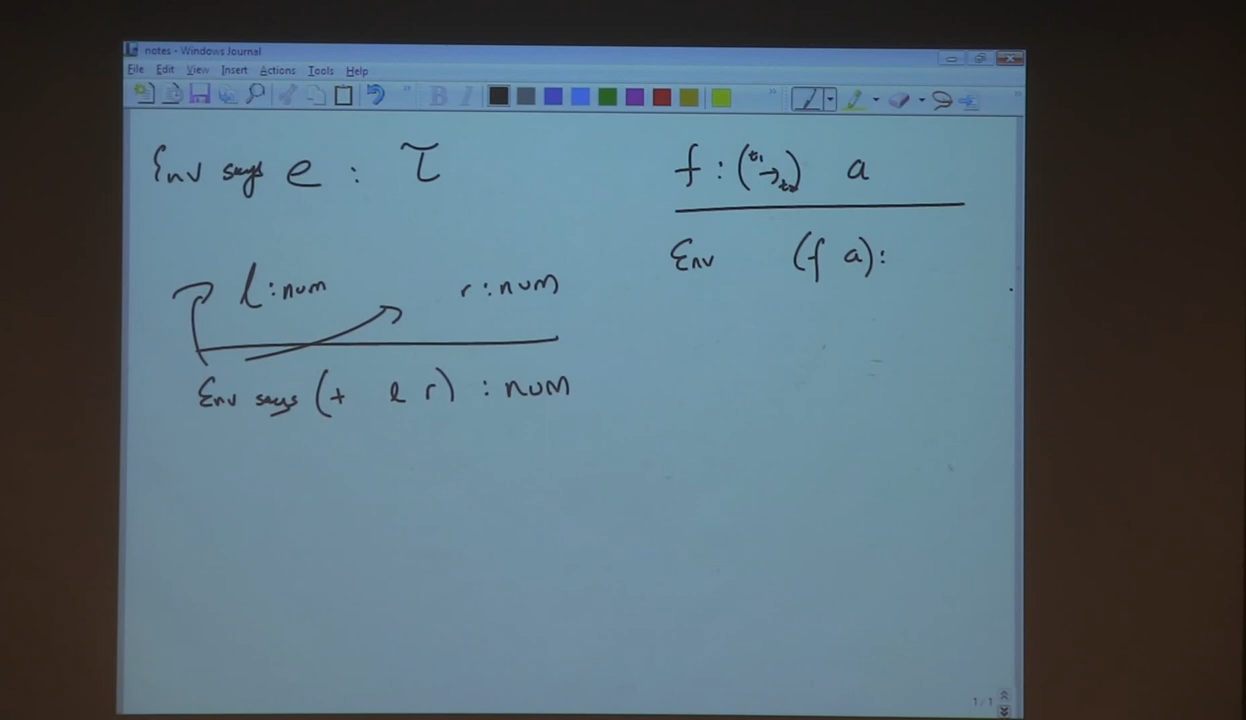 notes - Windows Journal
File Edit View Insert Actions Tools Help
B I
Env says e : τ
f : (t₁ → t₂) a
Env (f a):
l : num r : num
Env says (+ l r) : num
1 / 1